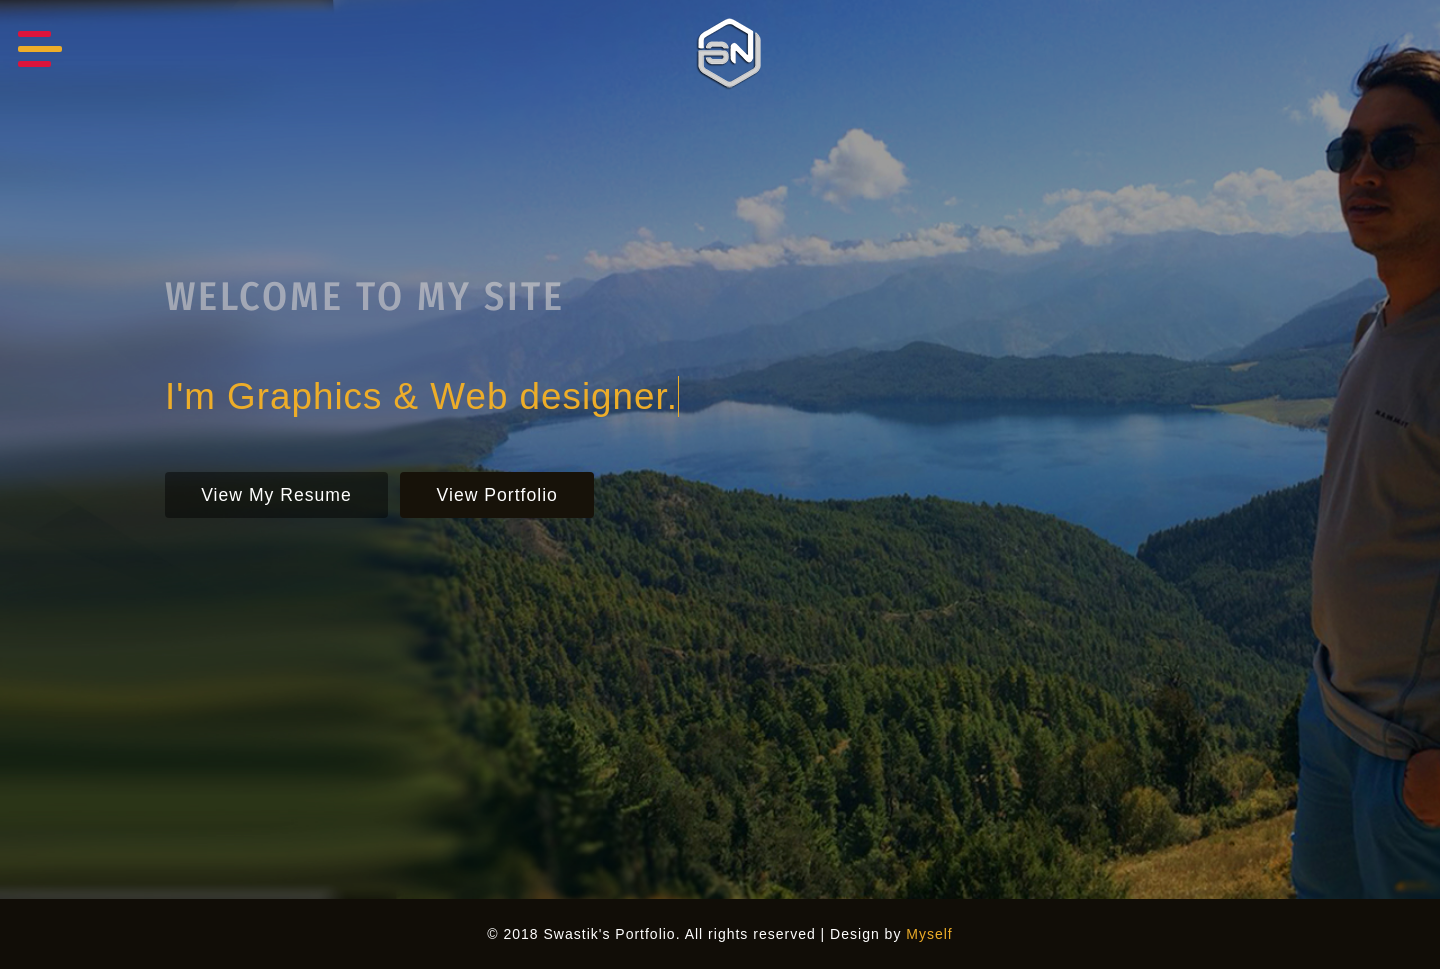 SN
WELCOME TO MY SITE
I'm Graphics & Web designer.
View My Resume
View Portfolio
MAMMUT
© 2018 Swastik's Portfolio. All rights reserved | Design by Myself